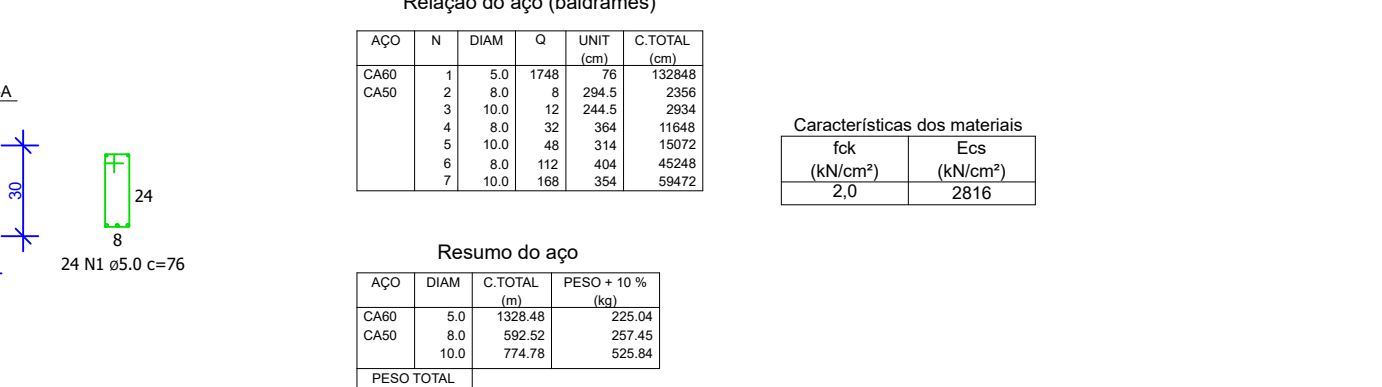 Relação do aço (baldrames)
AÇO N DIAM Q UNIT C.TOTAL
(cm) (cm)
CA60 1 5.0 1748 76 132848
CA50 2 8.0 8 294.5 2356
3 10.0 12 244.5 2934
4 8.0 32 364 11648
5 10.0 48 314 15072
6 8.0 112 404 45248
7 10.0 168 354 59472
A
30
24
8
24 N1 ø5.0 c=76
Características dos materiais
fck Ecs
(kN/cm²) (kN/cm²)
2,0 2816
Resumo do aço
AÇO DIAM C.TOTAL PESO + 10 %
(m) (kg)
CA60 5.0 1328.48 225.04
CA50 8.0 592.52 257.45
10.0 774.78 525.84
PESO TOTAL